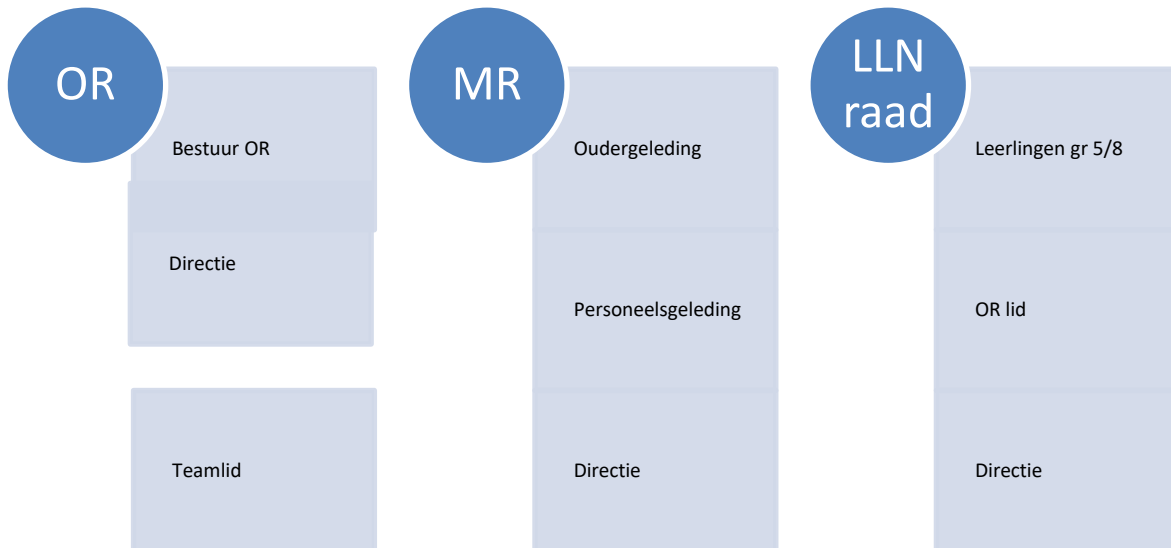 OR
Bestuur OR
Directie
Teamlid
MR
Oudergeleding
Personeelsgeleding
Directie
LLN
raad
Leerlingen gr 5/8
OR lid
Directie